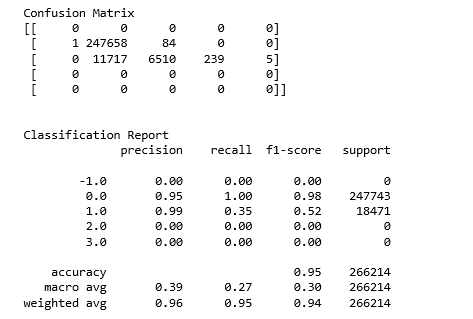 Confusion Matrix
[[ 0 0 0 0 0]
[ 1 247658 84 0 0]
[ 0 11717 6510 239 5]
[ 0 0 0 0 0]
[ 0 0 0 0 0]]
Classification Report
precision recall f1-score support
-1.0 0.00 0.00 0.00 0
0.0 0.95 1.00 0.98 247743
1.0 0.99 0.35 0.52 18471
2.0 0.00 0.00 0.00 0
3.0 0.00 0.00 0.00 0
accuracy 0.95 266214
macro avg 0.39 0.27 0.30 266214
weighted avg 0.96 0.95 0.94 266214